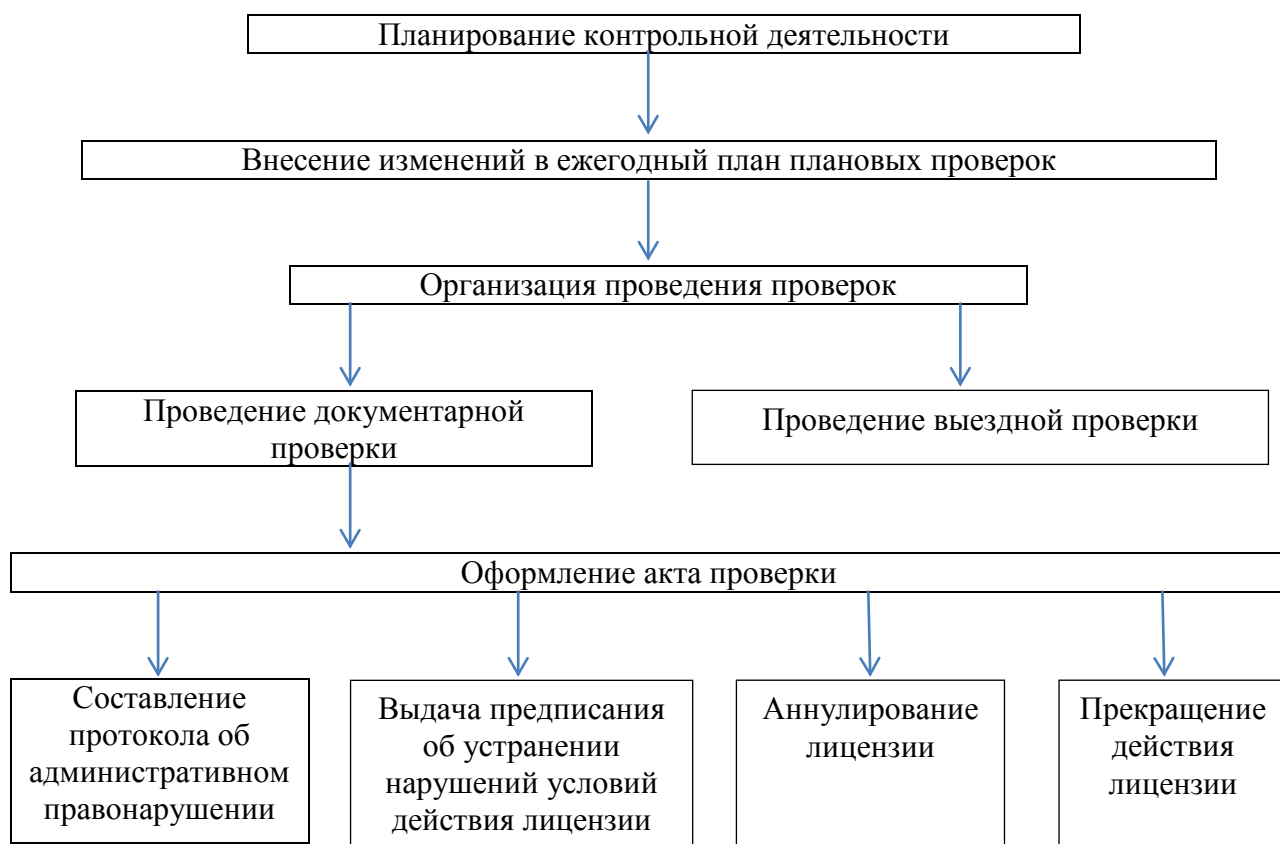 Планирование контрольной деятельности
Внесение изменений в ежегодный план плановых проверок
Организация проведения проверок
Проведение документарной
проверки
Проведение выездной проверки
Оформление акта проверки
Составление
протокола об
административном
правонарушении
Выдача предписания
об устранении
нарушений условий
действия лицензии
Аннулирование
лицензии
Прекращение
действия
лицензии